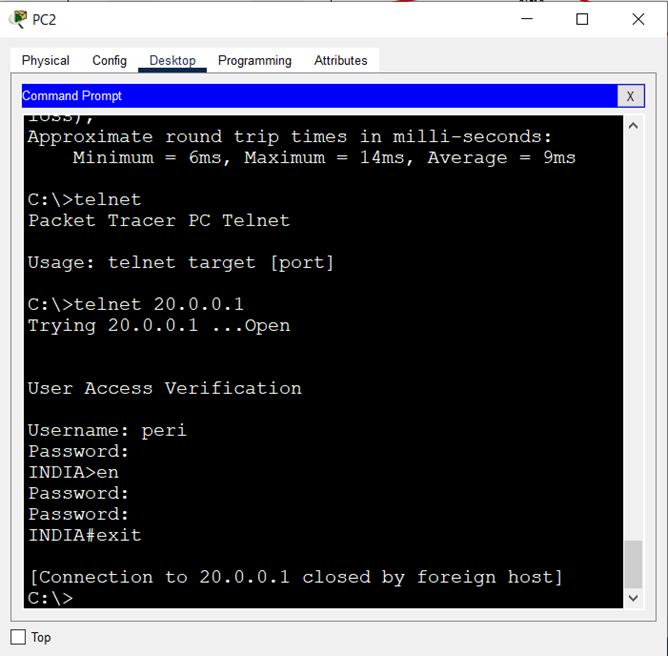 PC2
Physical Config Desktop Programming Attributes
Command Prompt
X
loss),
Approximate round trip times in milli-seconds:
    Minimum = 6ms, Maximum = 14ms, Average = 9ms
C:\>telnet
Packet Tracer PC Telnet
Usage: telnet target [port]
C:\>telnet 20.0.0.1
Trying 20.0.0.1 ...Open
User Access Verification
Username: peri
Password:
INDIA>en
Password:
Password:
INDIA#exit
[Connection to 20.0.0.1 closed by foreign host]
C:\>
Top